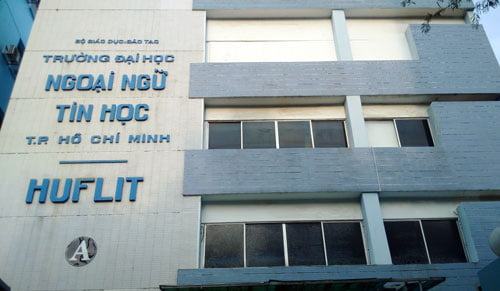 BỘ GIÁO DỤC-ĐÀO TẠO
TRƯỜNG ĐẠI HỌC
NGOẠI NGỮ
TIN HỌC
T.P. HỒ CHÍ MINH
HUFLIT
A